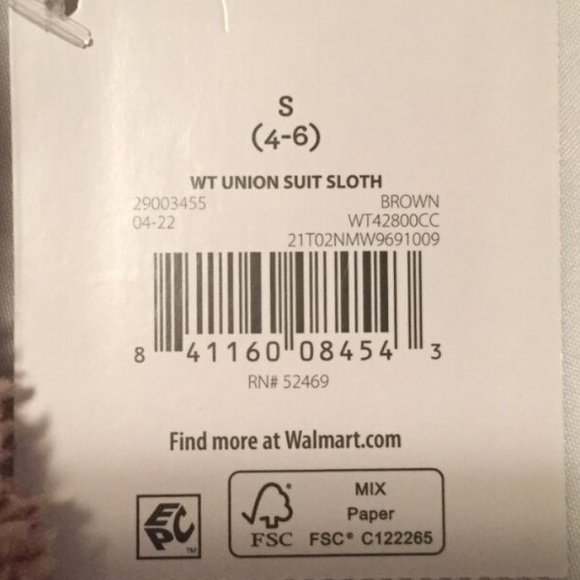 S
(4-6)
WT UNION SUIT SLOTH
29003455 BROWN
04-22 WT42800CC
21T02NMW9691009
8 41160 08454 3
RN# 52469
Find more at Walmart.com
EPC TM
MIX
Paper
FSC FSC® C122265